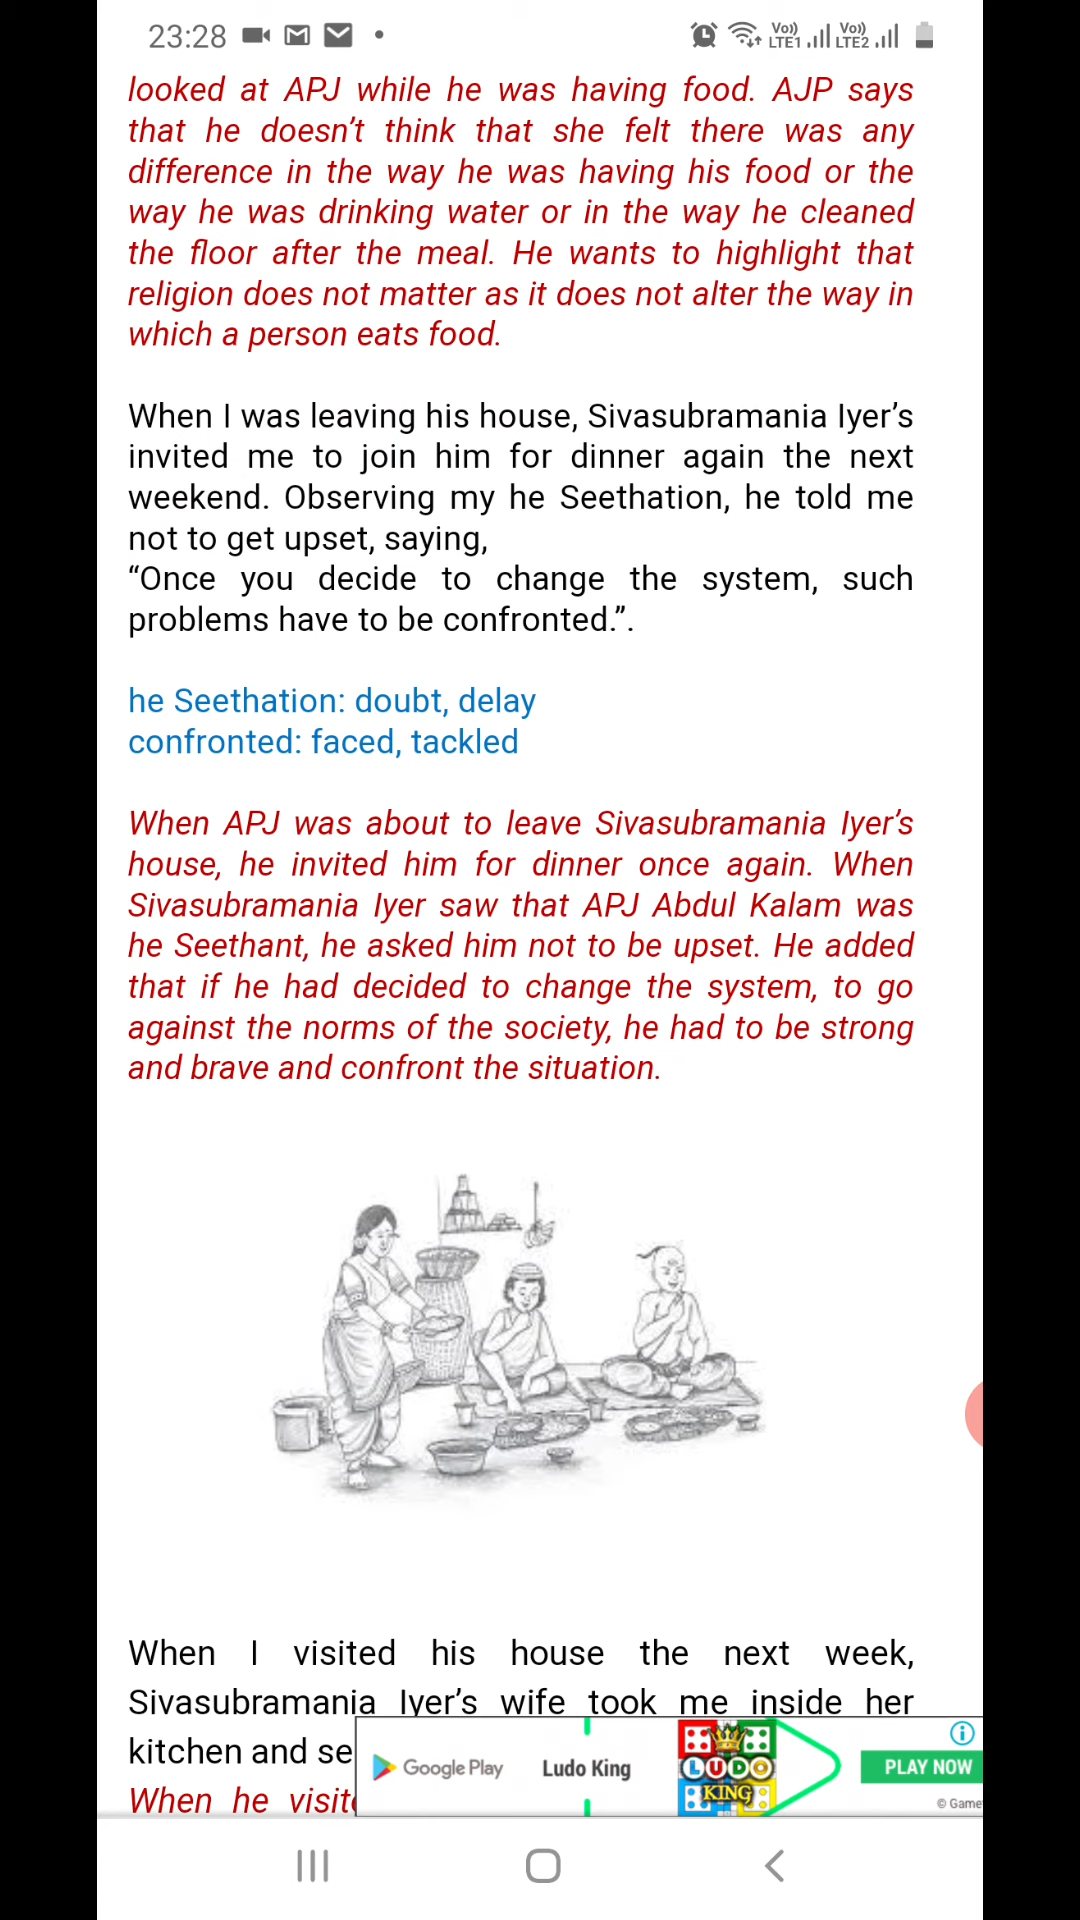 23:28
Vo)) LTE1 Vo)) LTE2
looked at APJ while he was having food. AJP says
that he doesn’t think that she felt there was any
difference in the way he was having his food or the
way he was drinking water or in the way he cleaned
the floor after the meal. He wants to highlight that
religion does not matter as it does not alter the way in
which a person eats food.
When I was leaving his house, Sivasubramania Iyer’s
invited me to join him for dinner again the next
weekend. Observing my he Seethation, he told me
not to get upset, saying,
“Once you decide to change the system, such
problems have to be confronted.”.
he Seethation: doubt, delay
confronted: faced, tackled
When APJ was about to leave Sivasubramania Iyer’s
house, he invited him for dinner once again. When
Sivasubramania Iyer saw that APJ Abdul Kalam was
he Seethant, he asked him not to be upset. He added
that if he had decided to change the system, to go
against the norms of the society, he had to be strong
and brave and confront the situation.
When I visited his house the next week,
Sivasubramania Iyer’s wife took me inside her
kitchen and se
When he visit
Google Play
Ludo King
LUDO
KING
PLAY NOW
© Game